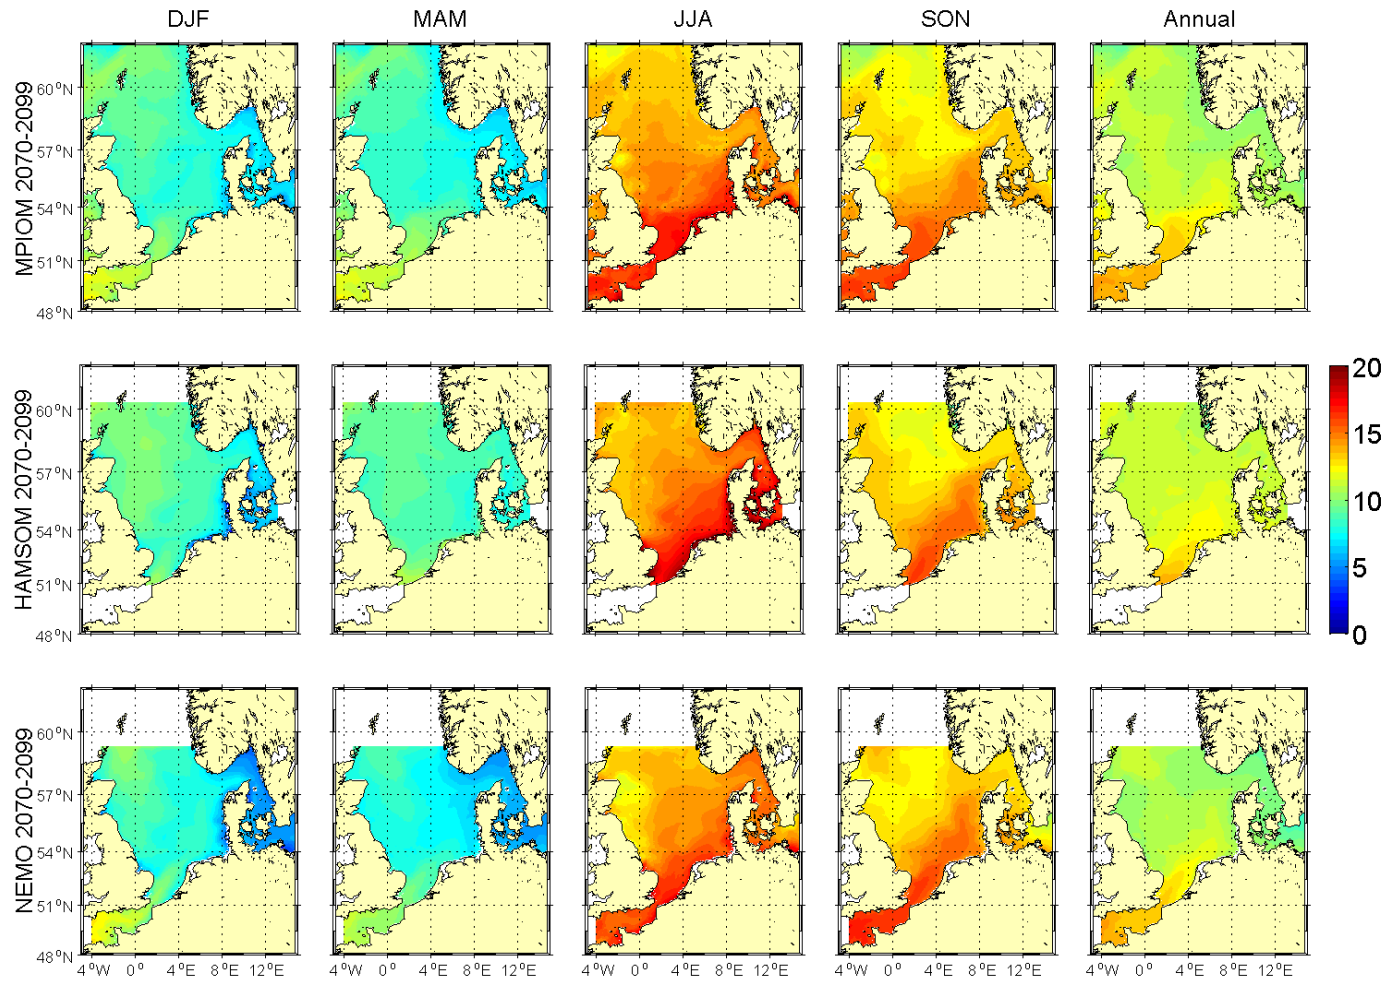 DJF MAM JJA SON Annual
MPIOM 2070-2099
60°N
57°N
54°N
51°N
48°N
HAMSOM 2070-2099
60°N
57°N
54°N
51°N
48°N
20
15
10
5
0
NEMO 2070-2099
60°N
57°N
54°N
51°N
48°N
4°W 0° 4°E 8°E 12°E 4°W 0° 4°E 8°E 12°E 4°W 0° 4°E 8°E 12°E 4°W 0° 4°E 8°E 12°E 4°W 0° 4°E 8°E 12°E